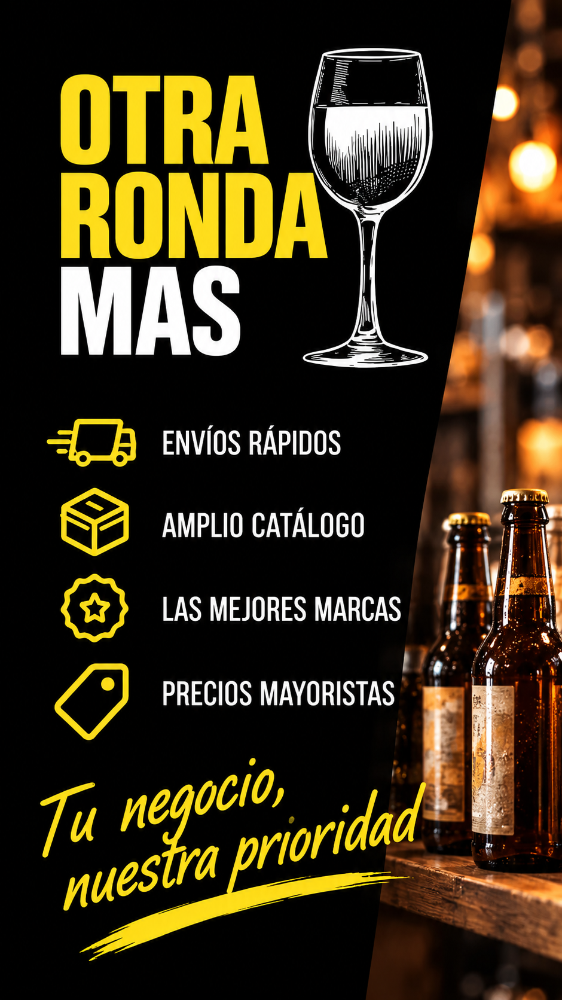 OTRA
RONDA
MAS
ENVÍOS RÁPIDOS
AMPLIO CATÁLOGO
LAS MEJORES MARCAS
PRECIOS MAYORISTAS
Tu negocio,
nuestra prioridad